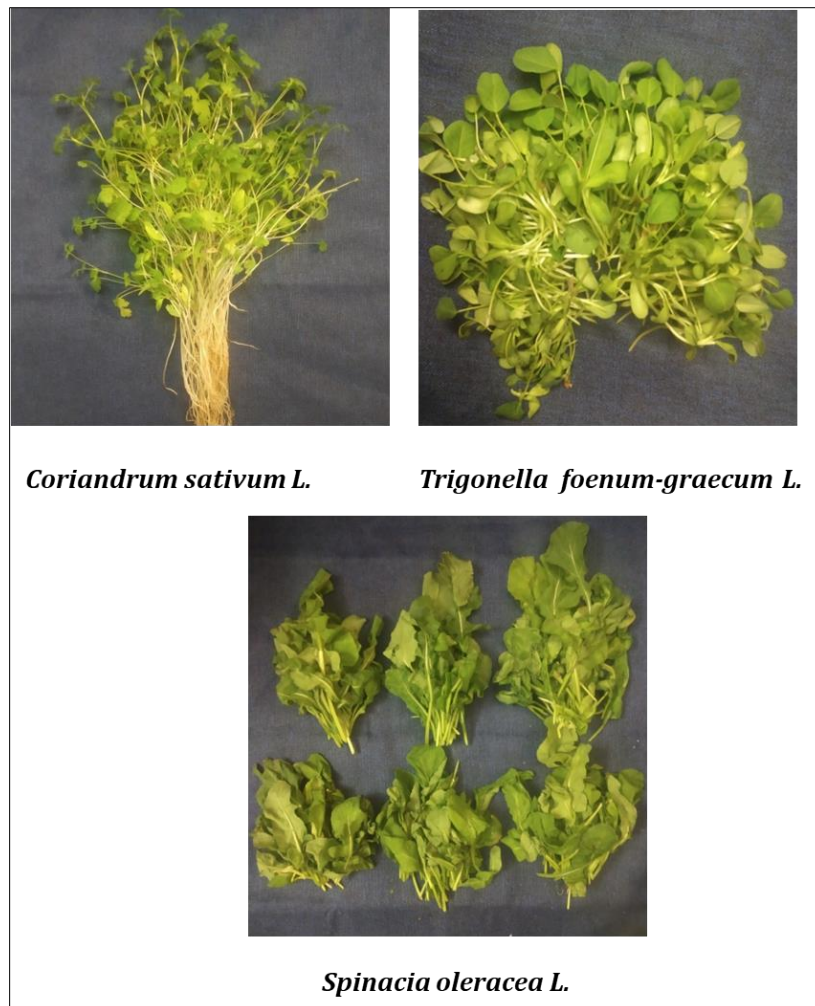 Coriandrum sativum L.
Trigonella foenum-graecum L.
Spinacia oleracea L.